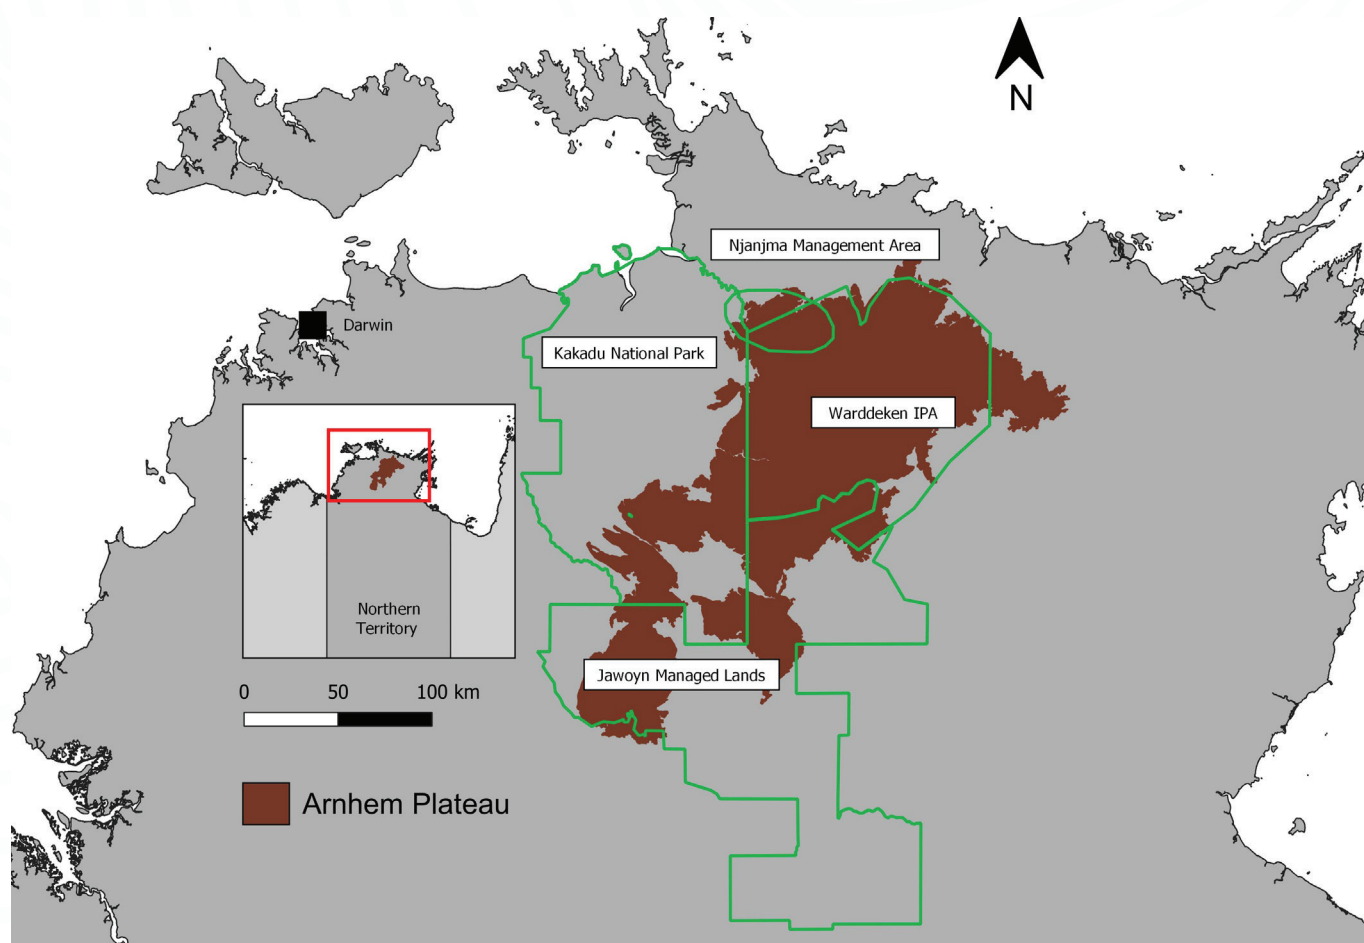 N
Njanjma Management Area
Darwin
Kakadu National Park
Warddeken IPA
Northern
Territory
Jawoyn Managed Lands
0 50 100 km
Arnhem Plateau